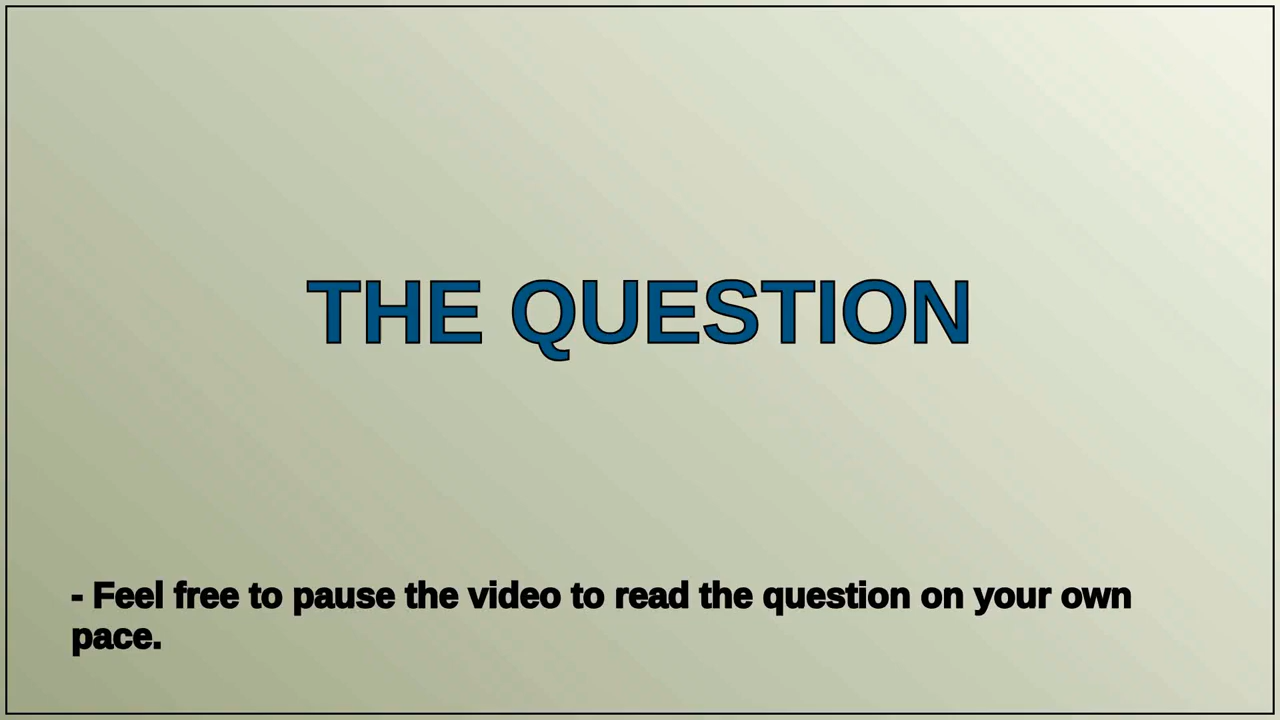 THE QUESTION
- Feel free to pause the video to read the question on your own
pace.